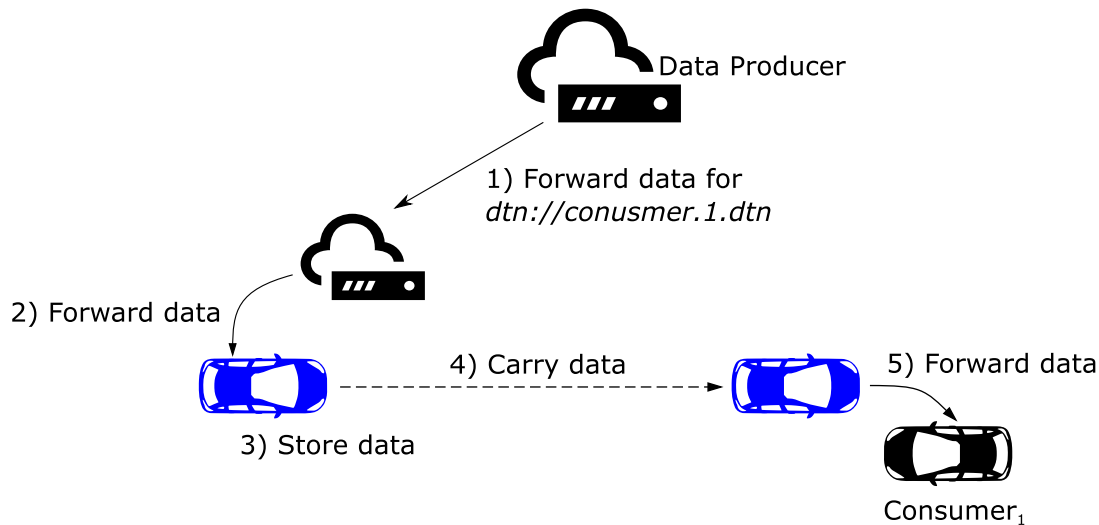 Data Producer
1) Forward data for
dtn://conusmer.1.dtn
2) Forward data
4) Carry data
5) Forward data
3) Store data
Consumer₁